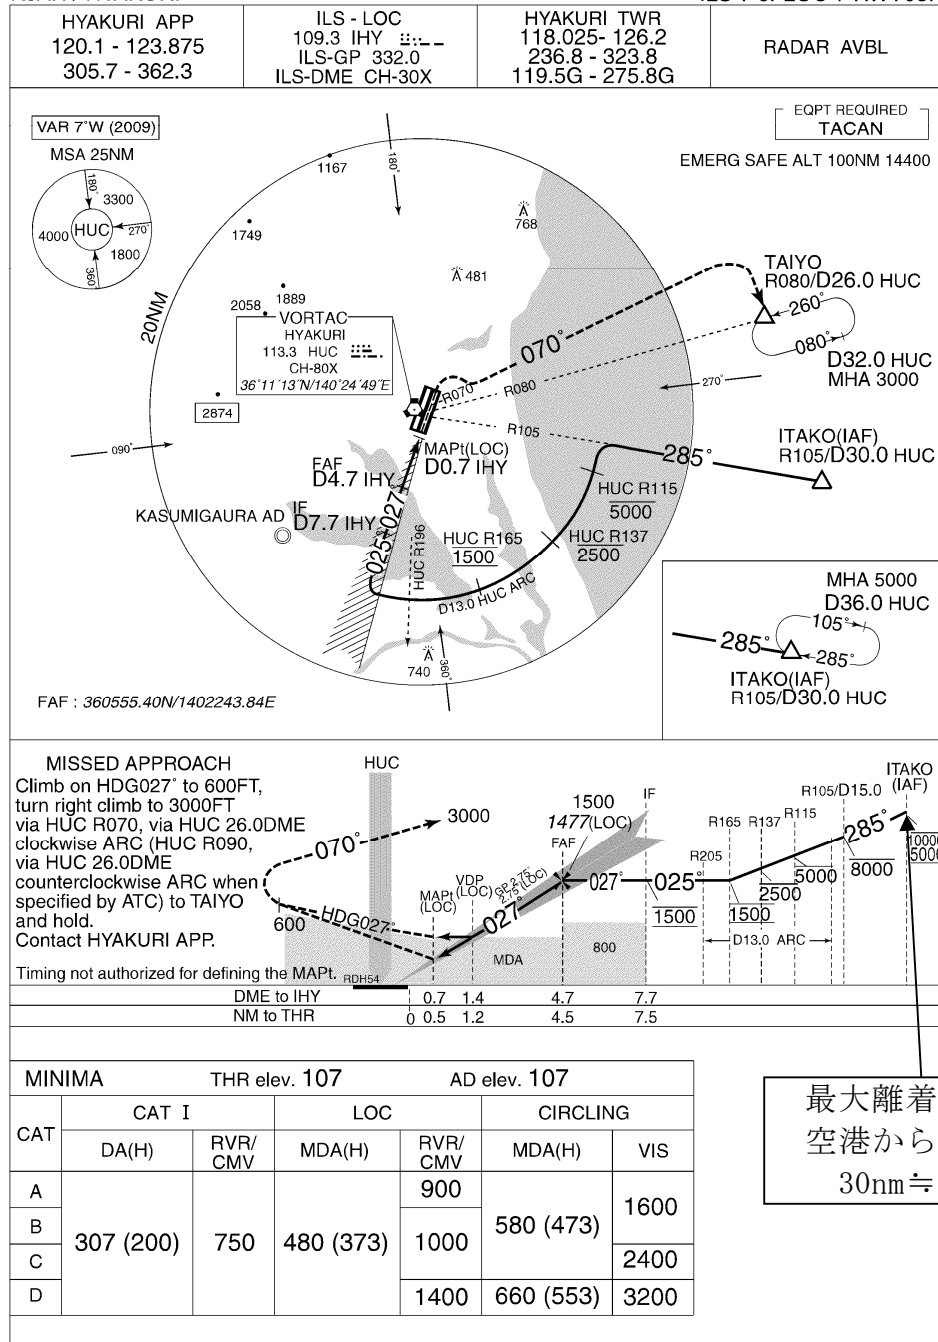 HYAKURI APP
120.1 - 123.875
305.7 - 362.3
ILS - LOC
109.3 IHY
ILS-GP 332.0
ILS-DME CH-30X
HYAKURI TWR
118.025- 126.2
236.8 - 323.8
119.5G - 275.8G
RADAR AVBL
VAR 7°W (2009)
MSA 25NM
180°
3300
4000
HUC
270°
1800
360°
EQPT REQUIRED
TACAN
EMERG SAFE ALT 100NM 14400
1167
180°
1749
768
481
20NM
1889
2058
VORTAC
HYAKURI
113.3 HUC
CH-80X
36°11'13"N/140°24'49"E
2874
090°
070°
R070
R080
R105
270°
TAIYO
R080/D26.0 HUC
260°
080°
D32.0 HUC
MHA 3000
ITAKO(IAF)
R105/D30.0 HUC
285°
MAPt(LOC)
D0.7 IHY
FAF
D4.7 IHY
IF
D7.7 IHY
KASUMIGAURA AD
025°
027°
HUC R196
HUC R165
1500
HUC R115
5000
HUC R137
2500
D13.0 HUC ARC
740
360°
MHA 5000
D36.0 HUC
105°
285°
285°
ITAKO(IAF)
R105/D30.0 HUC
FAF : 360555.40N/1402243.84E
MISSED APPROACH
Climb on HDG027° to 600FT,
turn right climb to 3000FT
via HUC R070, via HUC 26.0DME
clockwise ARC (HUC R090,
via HUC 26.0DME
counterclockwise ARC when
specified by ATC) to TAIYO
and hold.
Contact HYAKURI APP.
Timing not authorized for defining the MAPt.
HUC
3000
070°
600
HDG027°
RDH54
MAPt
(LOC)
VDP
(LOC)
GP 2.75°
2.75°(LOC)
027°
1500
1477(LOC)
FAF
IF
MDA
800
027°
025°
1500
R205
R165
1500
R137
2500
R115
5000
R105/D15.0
8000
285°
ITAKO
(IAF)
10000
5000
D13.0 ARC
DME to IHY 0.7 1.4 4.7 7.7
NM to THR 0 0.5 1.2 4.5 7.5
MINIMA THR elev. 107 AD elev. 107
CAT CAT I LOC CIRCLING
DA(H) RVR/CMV MDA(H) RVR/CMV MDA(H) VIS
A 900
B 1600
307 (200) 750 480 (373) 1000 580 (473)
C 2400
D 1400 660 (553) 3200
最大離着
空港から
30nm≒